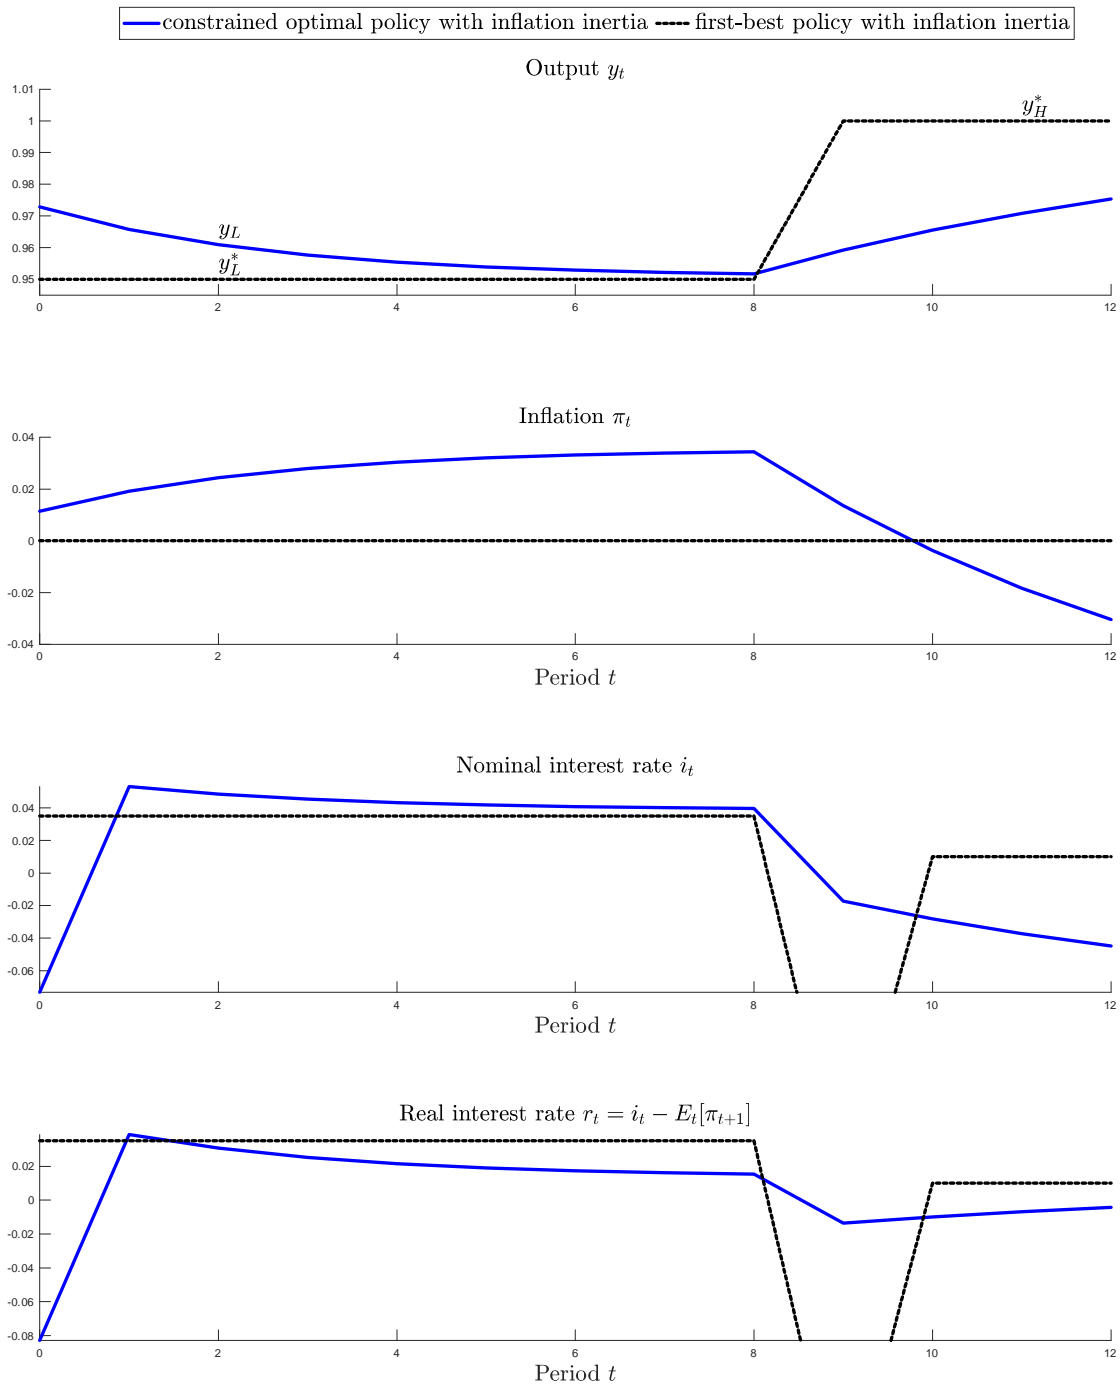 constrained optimal policy with inflation inertia first-best policy with inflation inertia
Output $y_t$
1.01
1
0.99
0.98
0.97
0.96
0.95
$y_H^*$
$y_L$
$y_L^*$
0 2 4 6 8 10 12
Inflation $\pi_t$
0.04
0.02
0
-0.02
-0.04
0 2 4 6 8 10 12
Period $t$
Nominal interest rate $i_t$
0.04
0.02
0
-0.02
-0.04
-0.06
0 2 4 6 8 10 12
Period $t$
Real interest rate $r_t = i_t - E_t[\pi_{t+1}]$
0.02
0
-0.02
-0.04
-0.06
-0.08
0 2 4 6 8 10 12
Period $t$